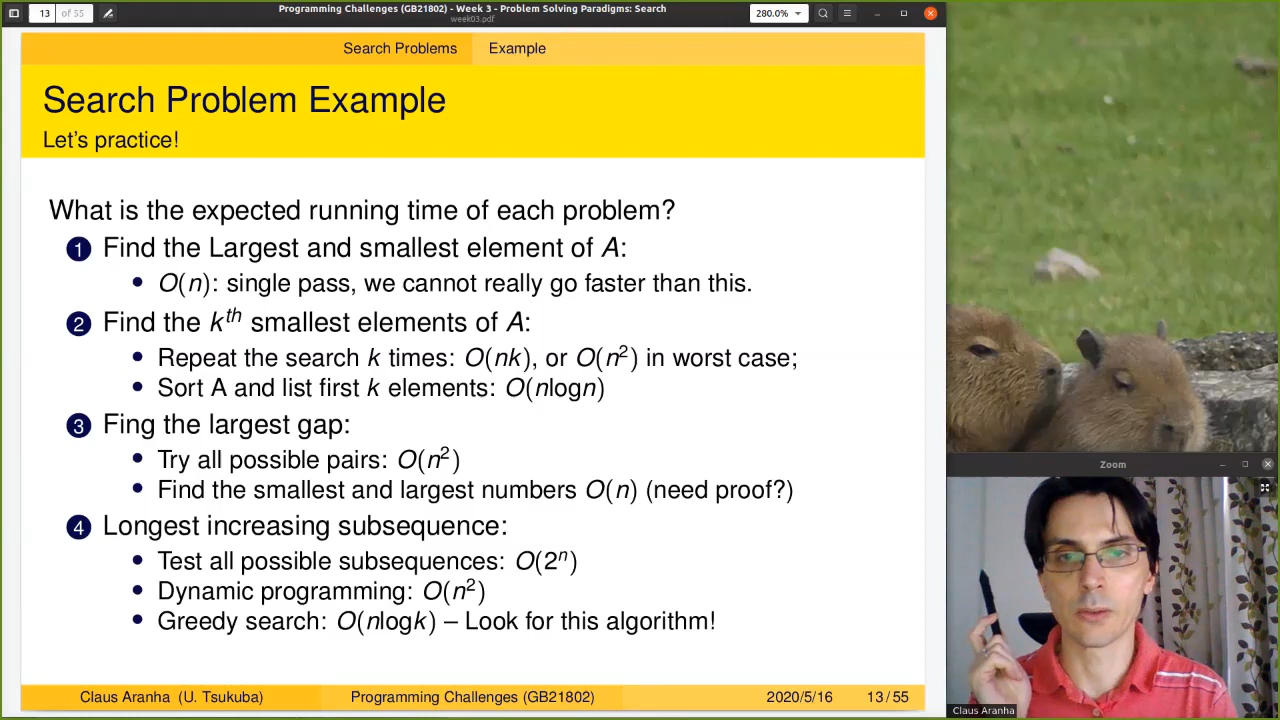 13 of 55
Programming Challenges (GB21802) - Week 3 - Problem Solving Paradigms: Search
week03.pdf
280.0%
Search Problems Example
Search Problem Example
Let's practice!
What is the expected running time of each problem?
1 Find the Largest and smallest element of A:
• O(n): single pass, we cannot really go faster than this.
2 Find the kth smallest elements of A:
• Repeat the search k times: O(nk), or O(n²) in worst case;
• Sort A and list first k elements: O(nlogn)
3 Fing the largest gap:
• Try all possible pairs: O(n²)
• Find the smallest and largest numbers O(n) (need proof?)
4 Longest increasing subsequence:
• Test all possible subsequences: O(2ⁿ)
• Dynamic programming: O(n²)
• Greedy search: O(nlogk) – Look for this algorithm!
Claus Aranha (U. Tsukuba) Programming Challenges (GB21802) 2020/5/16 13 / 55
Zoom
Claus Aranha